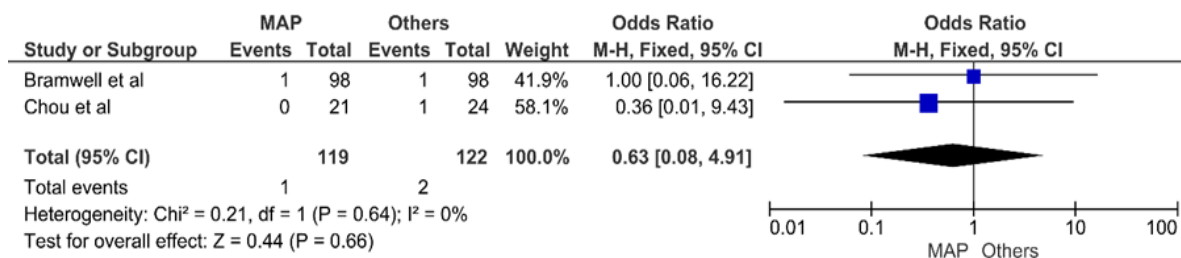 MAP Others Odds Ratio Odds Ratio
Study or Subgroup Events Total Events Total Weight M-H, Fixed, 95% CI M-H, Fixed, 95% CI
Bramwell et al 1 98 1 98 41.9% 1.00 [0.06, 16.22]
Chou et al 0 21 1 24 58.1% 0.36 [0.01, 9.43]
Total (95% CI) 119 122 100.0% 0.63 [0.08, 4.91]
Total events 1 2
Heterogeneity: Chi² = 0.21, df = 1 (P = 0.64); I² = 0%
Test for overall effect: Z = 0.44 (P = 0.66)
0.01 0.1 1 10 100
MAP Others